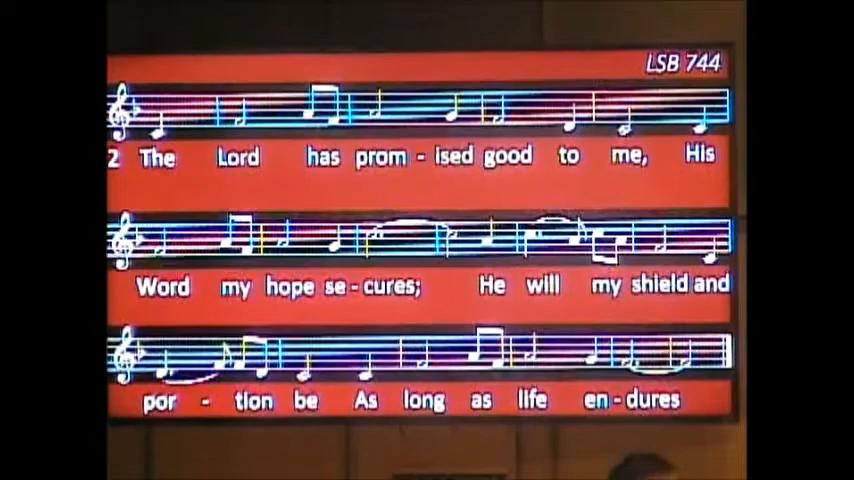 LSB 744
2 The Lord has prom - ised good to me, His
Word my hope se - cures; He will my shield and
por - tion be As long as life en - dures